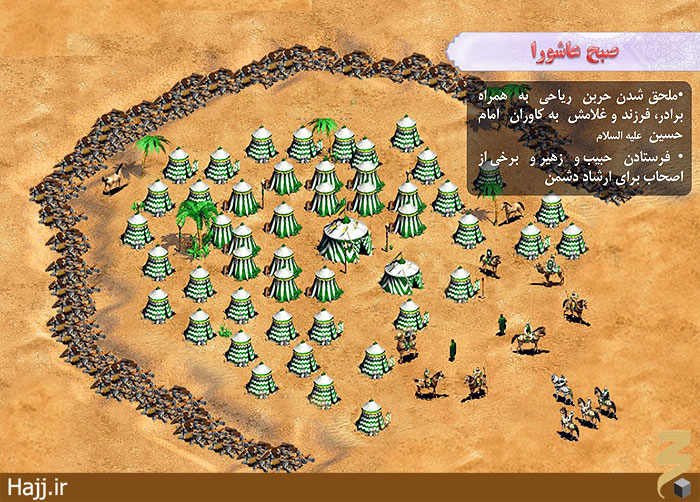 صبح عاشورا
•ملحق شدن حربن ریاحی به همراه
برادر، فرزند و غلامش به کاوران امام
حسین علیه السلام
• فرستادن حبیب و زهیر و برخی از
اصحاب برای ارشاد دشمن
Hajj.ir